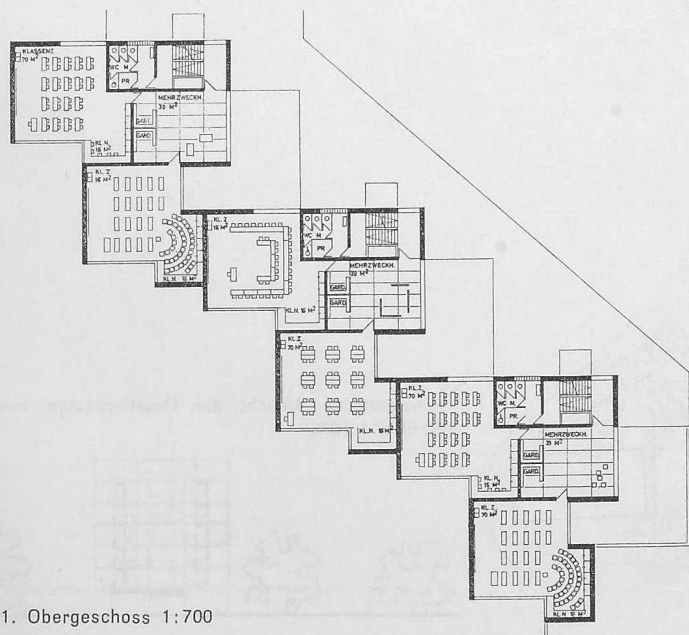 KLASSENZ
70 M²
WC M
PR
MEHRZWECKH.
39 M²
GARD.
GARD.
KL.N.
16 M²
KL.Z.
16 M²
KL.N. 16 M²
KL.Z.
16 M²
WC M
PR
MEHRZWECKH.
39 M²
GARD.
GARD.
KL.N. 16 M²
KL.Z.
70 M²
KL.N. 16 M²
KL.Z.
70 M²
WC M
PR
MEHRZWECKH.
39 M²
GARD.
GARD.
KL.N.
16 M²
KL.Z.
70 M²
KL.N. 16 M²
1. Obergeschoss 1:700